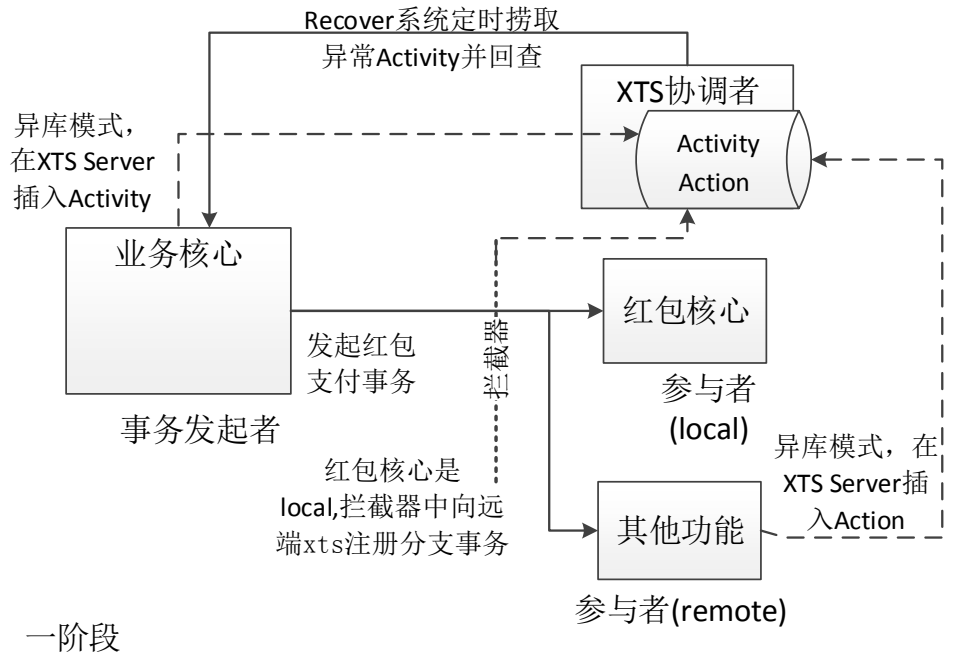 Recover系统定时捞取
异常Activity并回查
XTS协调者
Activity
Action
异库模式，
在XTS Server
插入Activity
业务核心
事务发起者
发起红包
支付事务
拦截器
红包核心
参与者
(local)
红包核心是
local,拦截器中向远
端xts注册分支事务
异库模式，在
XTS Server插
入Action
其他功能
参与者(remote)
一阶段